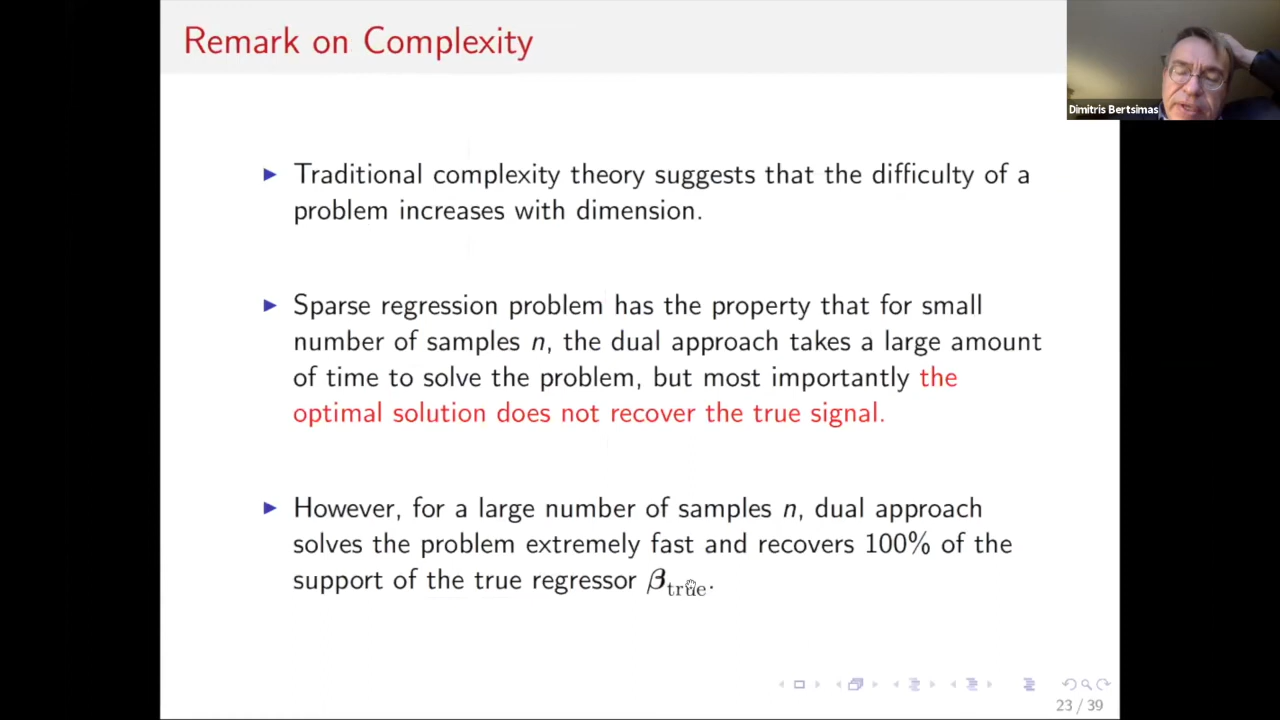 Remark on Complexity
Dimitris Bertsimas
▶ Traditional complexity theory suggests that the difficulty of a
problem increases with dimension.
▶ Sparse regression problem has the property that for small
number of samples n, the dual approach takes a large amount
of time to solve the problem, but most importantly the
optimal solution does not recover the true signal.
▶ However, for a large number of samples n, dual approach
solves the problem extremely fast and recovers 100% of the
support of the true regressor β_true.
23 / 39